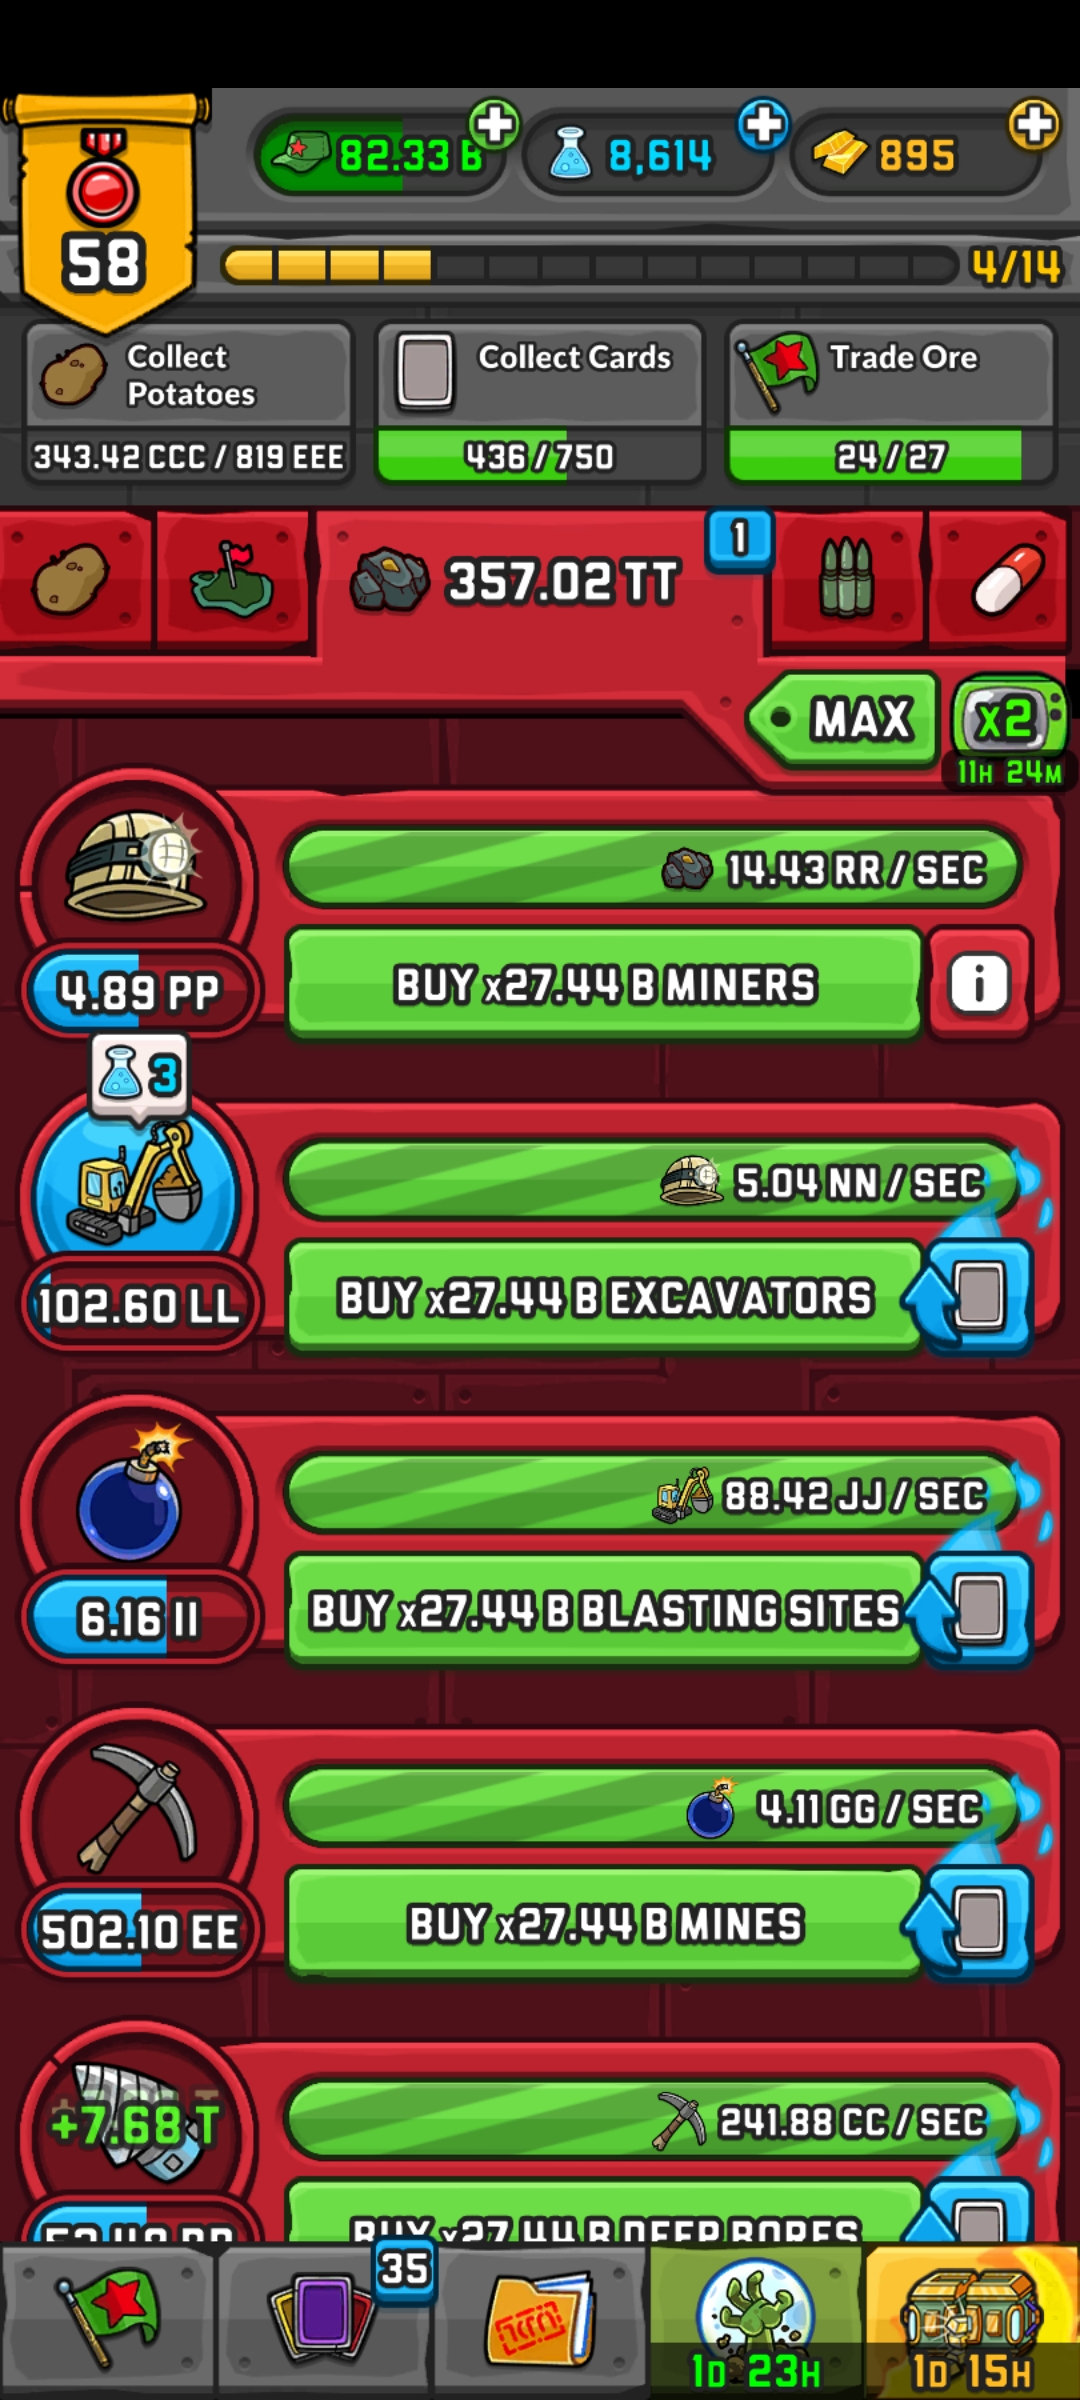 82.33 B
8,614
895
58
4/14
Collect
Potatoes
343.42 CCC / 819 EEE
Collect Cards
436 / 750
Trade Ore
24 / 27
357.02 TT
1
MAX
x2
11H 24M
14.43 RR / SEC
4.89 PP
BUY x27.44 B MINERS
i
3
5.04 NN / SEC
102.60 LL
BUY x27.44 B EXCAVATORS
88.42 JJ / SEC
6.16 II
BUY x27.44 B BLASTING SITES
4.11 GG / SEC
502.10 EE
BUY x27.44 B MINES
+7.68 T
241.88 CC / SEC
BUY x27.44 B DEEP BORES
35
1D 23H
1D 15H